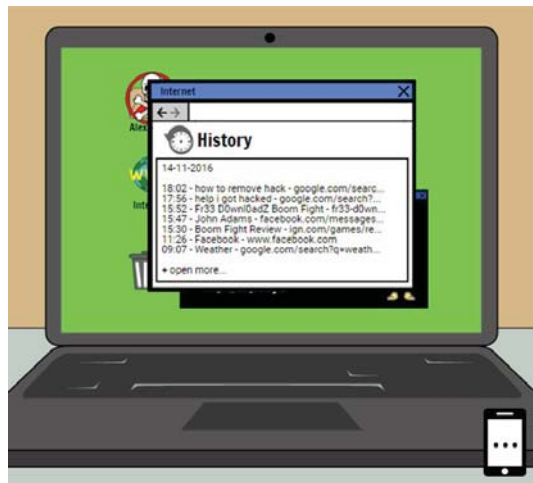 Internet
Alex
History
14-11-2016
18:02 - how to remove hack - google.com/searc...
17:56 - help i got hacked - google.com/search?...
15:52 - Fr33 D0wnl0adZ Boom Fight - fr33-d0wn...
15:47 - John Adams - facebook.com/messages...
15:30 - Boom Fight Review - ign.com/games/re...
11:26 - Facebook - www.facebook.com
09:07 - Weather - google.com/search?q=weath...
+ open more...
W
Inte
...